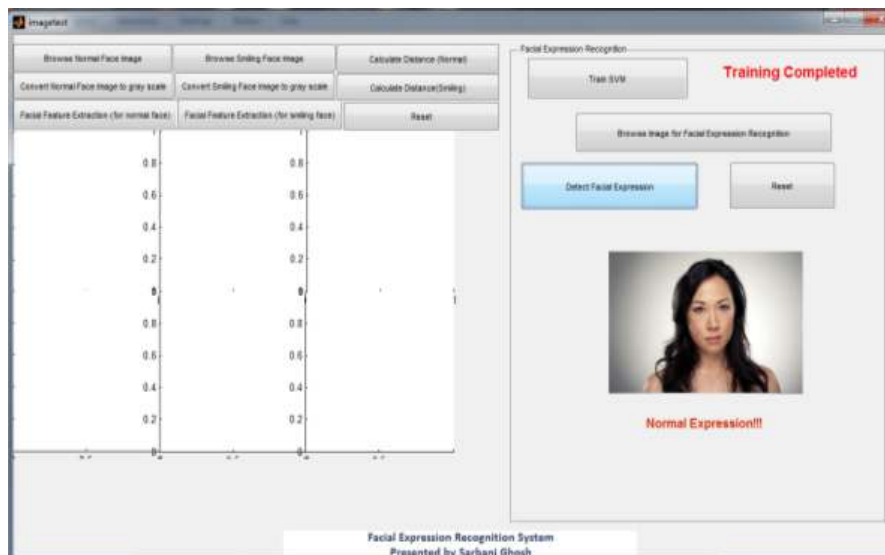 imagetest
Browse Normal Face Image
Browse Smiling Face Image
Calculate Distance (Normal)
Convert Normal Face Image to gray scale
Convert Smiling Face Image to gray scale
Calculate Distance(Smiling)
Facial Feature Extraction (for normal face)
Facial Feature Extraction (for smiling face)
Reset
1
1
0.8
0.8
0.6
0.6
0.4
0.4
0.2
0.2
0.8
0.8
0.6
0.6
0.4
0.4
0.2
0.2
0
0
Facial Expression Recognition
Train SVM
Training Completed
Browse Image for Facial Expression Recognition
Detect Facial Expression
Reset
Normal Expression!!!
Facial Expression Recognition System
Presented by Sarbani Ghosh